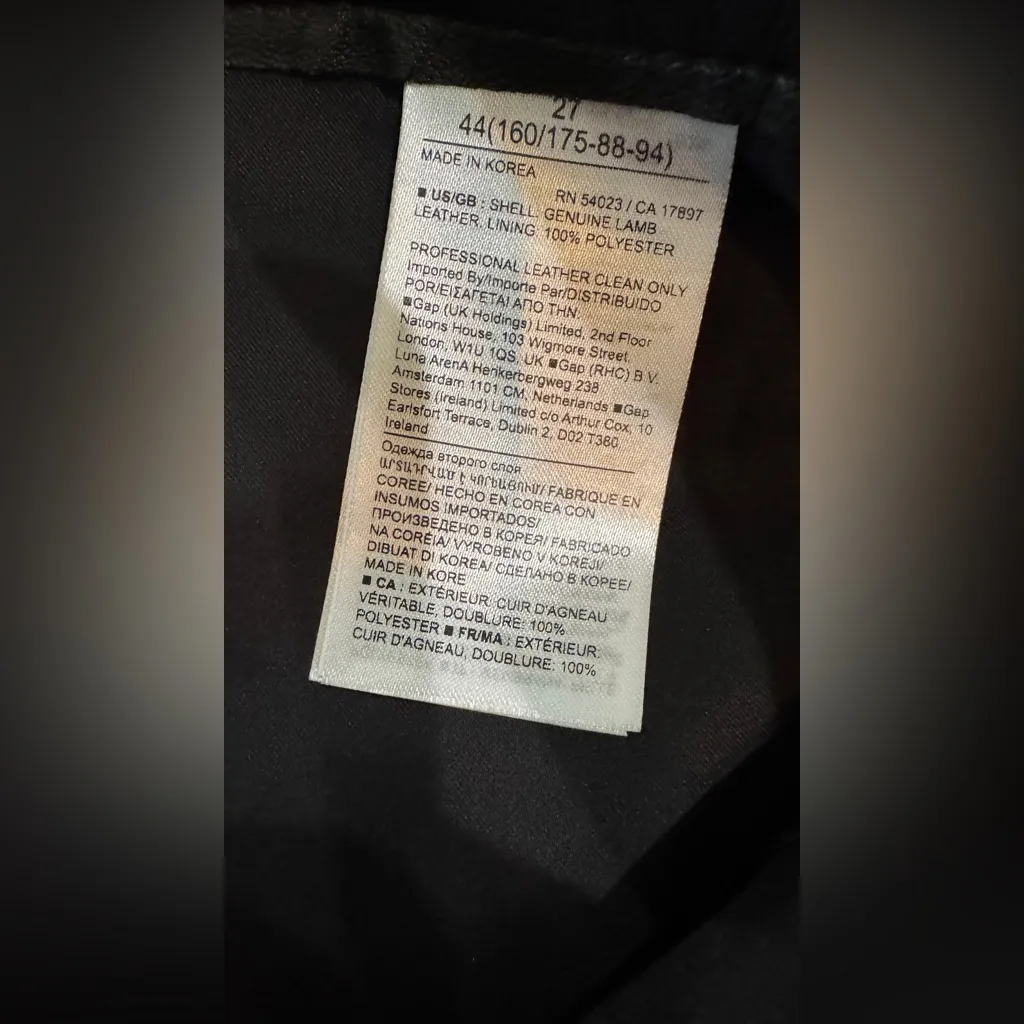 27
44(160/175-88-94)
MADE IN KOREA
RN 54023 / CA 17897
■ US/GB : SHELL: GENUINE LAMB
LEATHER, LINING: 100% POLYESTER
PROFESSIONAL LEATHER CLEAN ONLY
Imported By/Importe Par/DISTRIBUIDO
POR/ΕΙΣΑΓΕΤΑΙ ΑΠΟ ΤΗΝ
■Gap (UK Holdings) Limited, 2nd Floor
Nations House, 103 Wigmore Street,
London, W1U 1QS, UK ■Gap (RHC) B.V.
Luna ArenA Herikerbergweg 238
Amsterdam 1101 CM, Netherlands ■Gap
Stores (Ireland) Limited c/o Arthur Cox, 10
Earlsfort Terrace, Dublin 2, D02 T380,
Ireland
Одежда второго слоя
ԱՐՏԱԴՐՎԱԾ Է ԿՈՐԵԱՅՈՒՄ/ FABRIQUE EN
COREE/ HECHO EN COREA CON
INSUMOS IMPORTADOS/
ПРОИЗВЕДЕНО В КОРЕЯ/ FABRICADO
NA CORÉIA/ VYROBENO V KOREJI/
DIBUAT DI KOREA/ СДЕЛАНО В КОРЕЕ/
MADE IN KORE
■ CA : EXTÉRIEUR: CUIR D'AGNEAU
VÉRITABLE, DOUBLURE: 100%
POLYESTER ■ FR/MA : EXTÉRIEUR:
CUIR D'AGNEAU, DOUBLURE: 100%